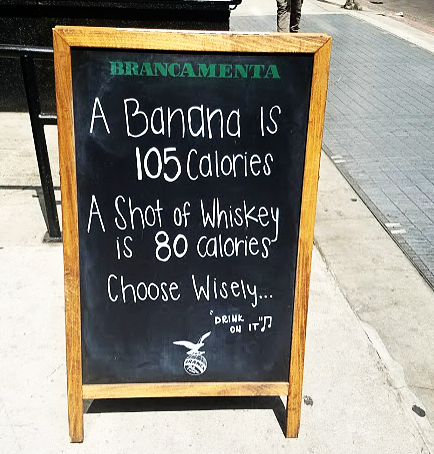 BRANCAMENTA
A Banana is
105 Calories
A Shot of Whiskey
is 80 calories
Choose Wisely...
"DRINK
ON IT"♫